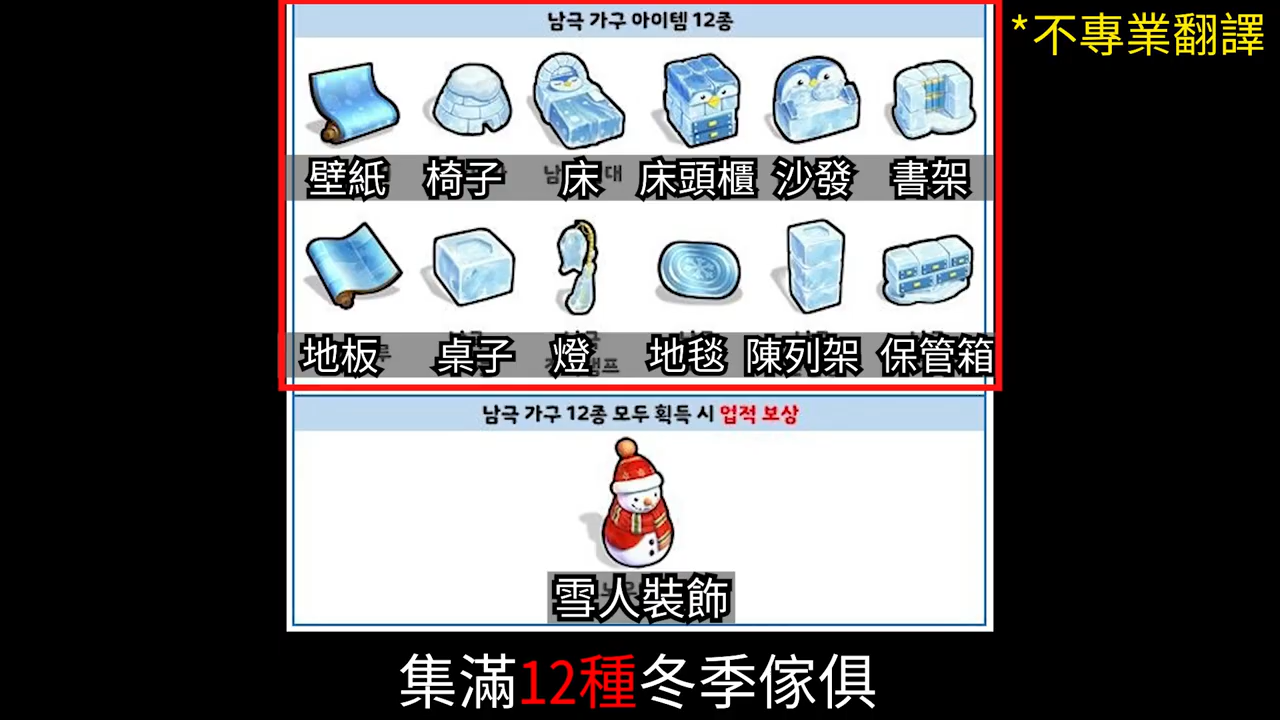 남극 가구 아이템 12종
*不專業翻譯
壁紙 椅子 床 床頭櫃 沙發 書架
地板 桌子 燈 地毯 陳列架 保管箱
남극 가구 12종 모두 획득 시 업적 보상
雪人裝飾
集滿12種冬季傢俱